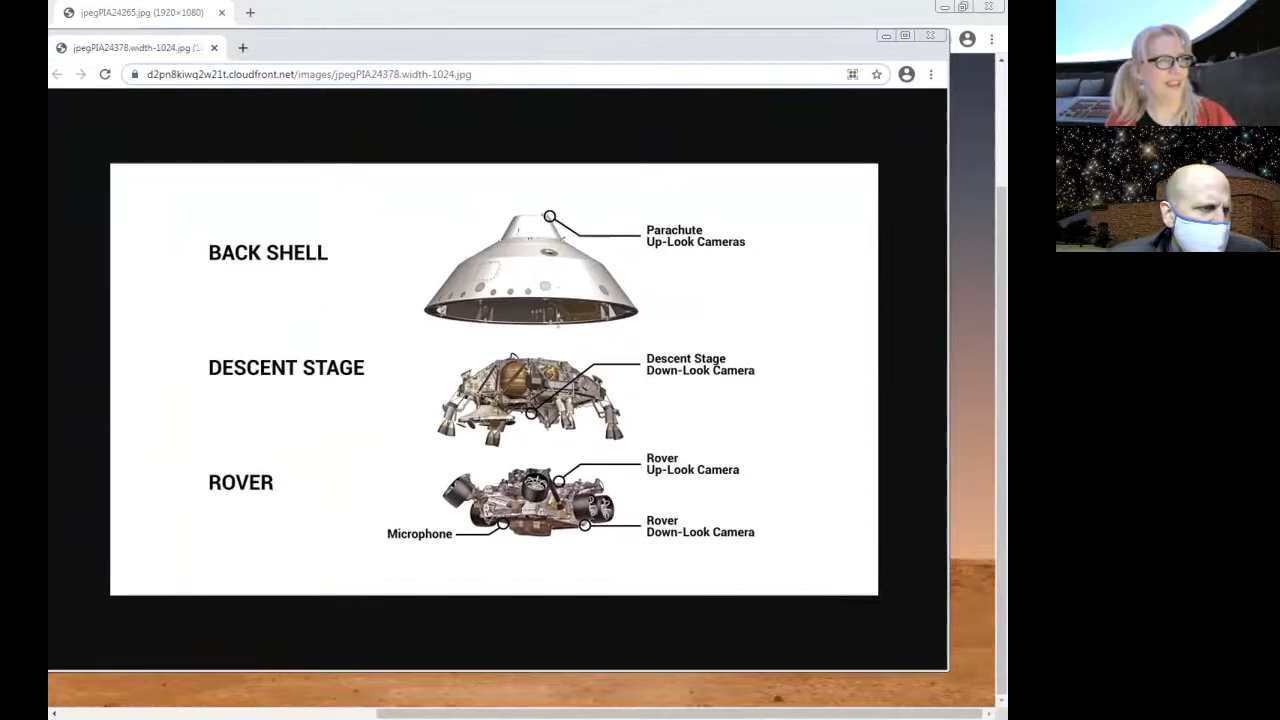 jpegPIA24265.jpg (1920×1080)
jpegPIA24378.width-1024.jpg (1
d2pn8kiwq2w21t.cloudfront.net/images/jpegPIA24378.width-1024.jpg
BACK SHELL
Parachute
Up-Look Cameras
DESCENT STAGE
Descent Stage
Down-Look Camera
ROVER
Rover
Up-Look Camera
Microphone
Rover
Down-Look Camera